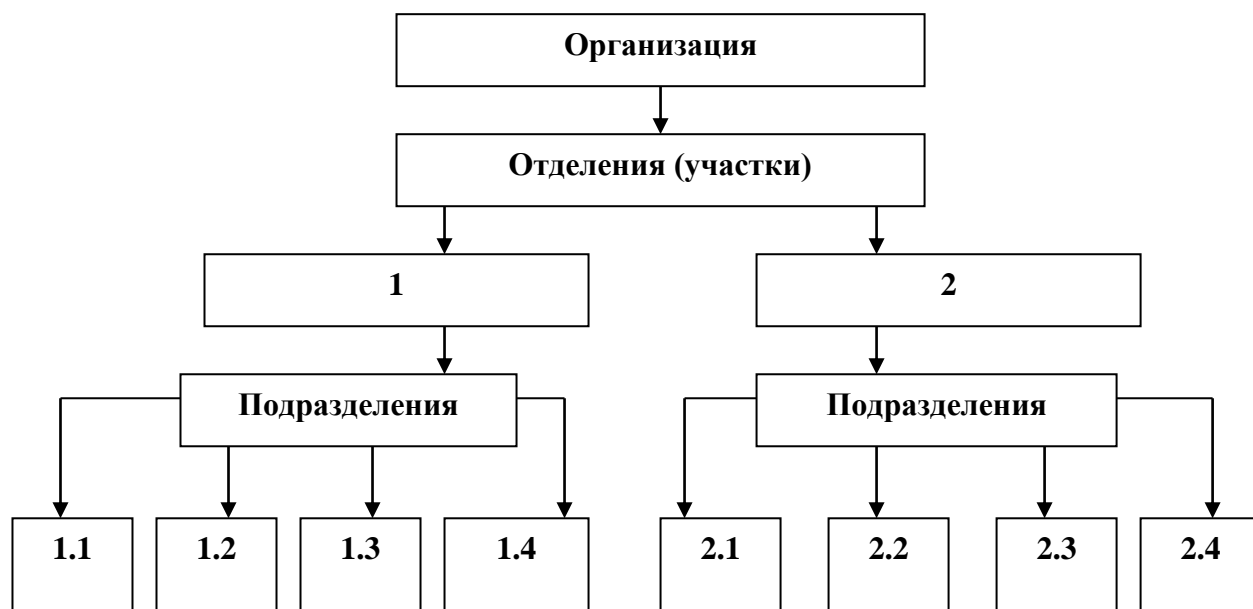 Организация
Отделения (участки)
1
2
Подразделения
Подразделения
1.1
1.2
1.3
1.4
2.1
2.2
2.3
2.4